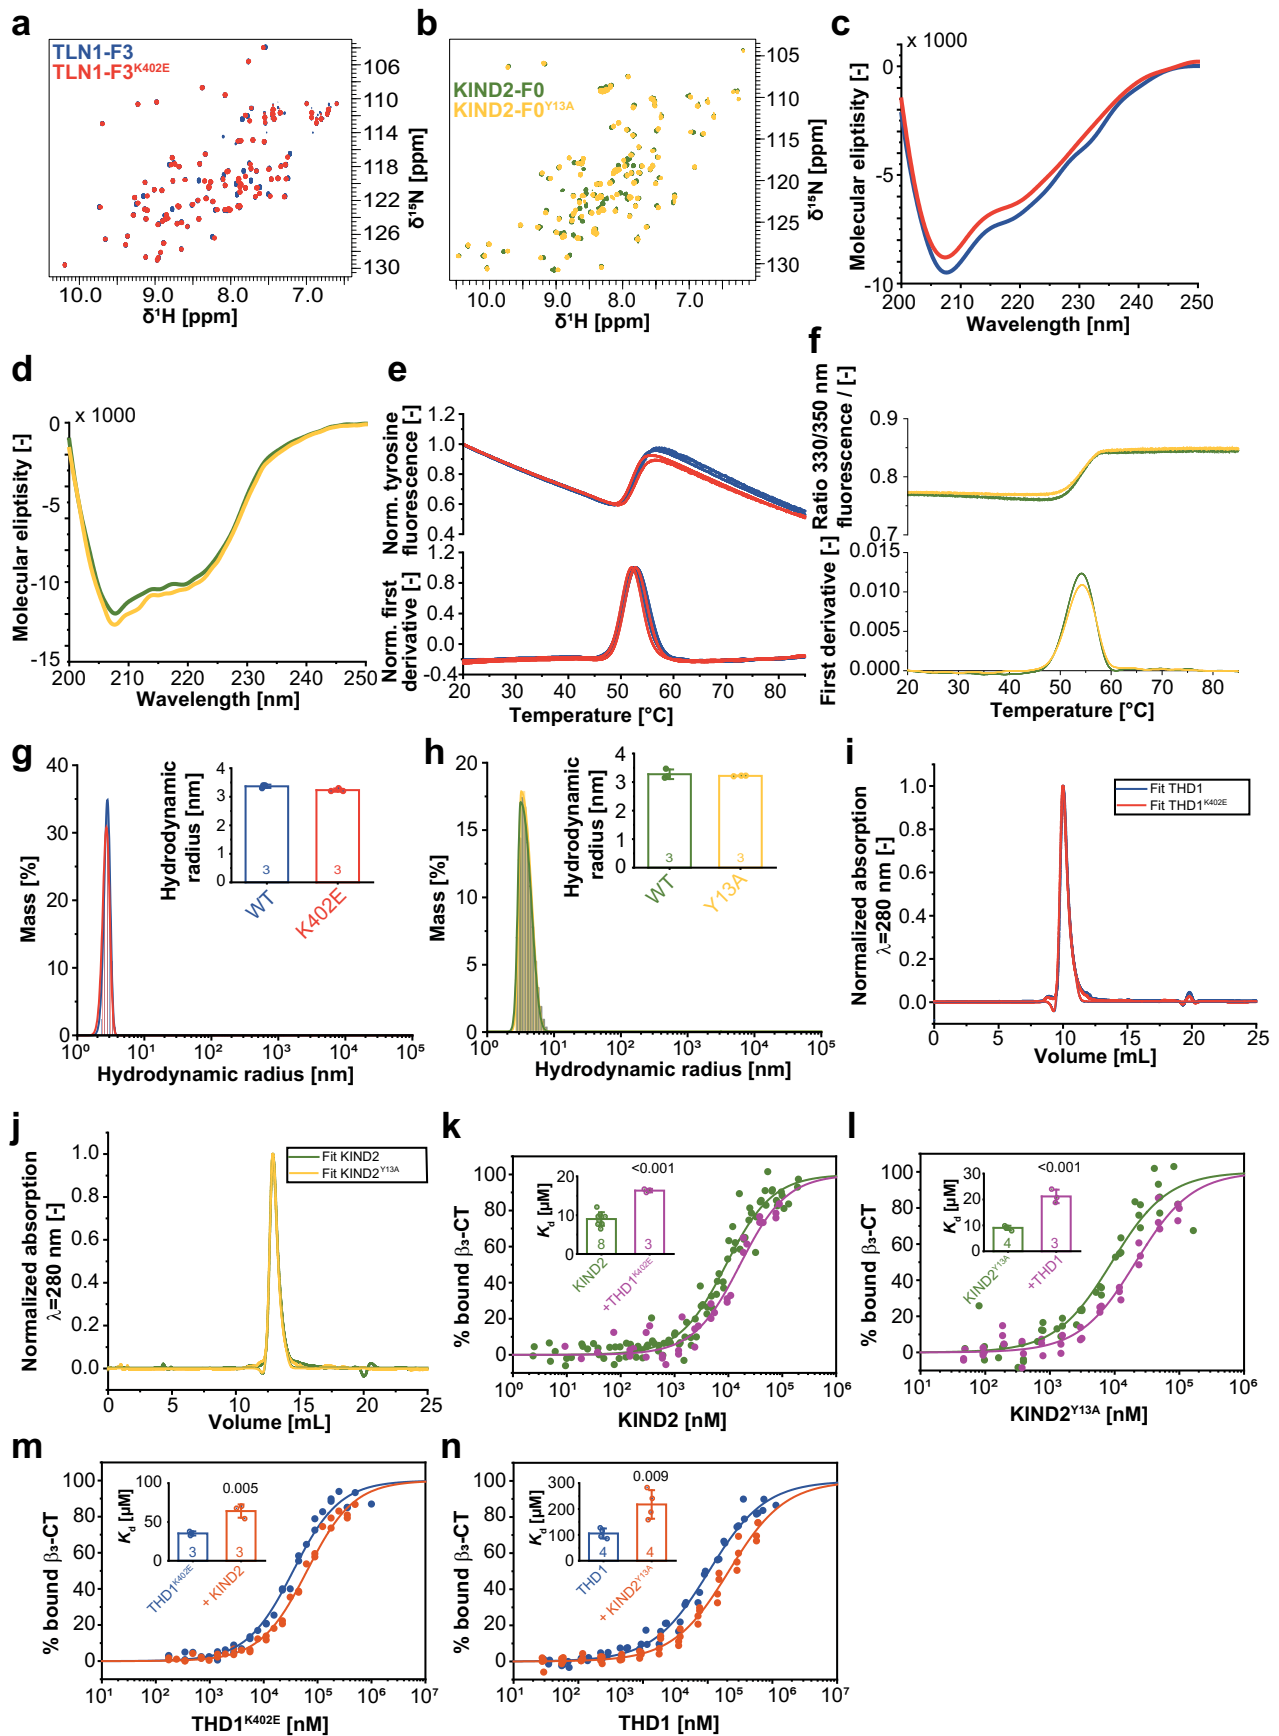 a
TLN1-F3
TLN1-F3K402E
106
110
114
118
122
126
130
δ¹⁵N [ppm]
10.0 9.0 8.0 7.0
δ¹H [ppm]
b
KIND2-F0
KIND2-F0Y13A
105
110
115
120
125
130
δ¹⁵N [ppm]
10.0 9.0 8.0 7.0
δ¹H [ppm]
c
x 1000
0
-5
-10
Molecular eliptisity [-]
200 210 220 230 240 250
Wavelength [nm]
d
x 1000
0
-5
-10
-15
Molecular eliptisity [-]
200 210 220 230 240 250
Wavelength [nm]
e
Norm. tyrosine
fluorescence [-]
1.2
1.0
0.8
0.6
0.4
Norm. first
derivative [-]
1.2
0.8
0.4
0.0
-0.4
20 30 40 50 60 70 80
Temperature [°C]
f
Ratio 330/350 nm
fluorescence / [-]
0.9
0.8
0.7
First derivative [-]
0.015
0.010
0.005
0.000
20 30 40 50 60 70 80
Temperature [°C]
g
Mass [%]
40
30
20
10
0
10⁰ 10¹ 10² 10³ 10⁴ 10⁵
Hydrodynamic radius [nm]
Hydrodynamic
radius [nm]
4
3
2
1
0
3 3
WT K402E
h
Mass [%]
20
15
10
5
0
10⁰ 10¹ 10² 10³ 10⁴ 10⁵
Hydrodynamic radius [nm]
Hydrodynamic
radius [nm]
4
3
2
1
0
3 3
WT Y13A
i
Normalized absorption
λ=280 nm [-]
1.0
0.8
0.6
0.4
0.2
0.0
Fit THD1
Fit THD1K402E
0 5 10 15 20 25
Volume [mL]
j
Normalized absorption
λ=280 nm [-]
1.0
0.8
0.6
0.4
0.2
0.0
Fit KIND2
Fit KIND2Y13A
0 5 10 15 20 25
Volume [mL]
k
% bound β₃-CT
100
80
60
40
20
0
Kd [µM]
20
10
0
<0.001
8 3
KIND2 +THD1K402E
10⁰ 10¹ 10² 10³ 10⁴ 10⁵ 10⁶
KIND2 [nM]
l
% bound β₃-CT
100
80
60
40
20
0
Kd [µM]
30
20
10
0
<0.001
4 3
KIND2Y13A +THD1
10¹ 10² 10³ 10⁴ 10⁵ 10⁶
KIND2Y13A [nM]
m
% bound β₃-CT
100
80
60
40
20
0
Kd [µM]
100
50
0
0.005
3 3
THD1K402E + KIND2
10¹ 10² 10³ 10⁴ 10⁵ 10⁶ 10⁷
THD1K402E [nM]
n
% bound β₃-CT
100
80
60
40
20
0
Kd [µM]
300
200
100
0
0.009
4 4
THD1 + KIND2Y13A
10¹ 10² 10³ 10⁴ 10⁵ 10⁶ 10⁷
THD1 [nM]